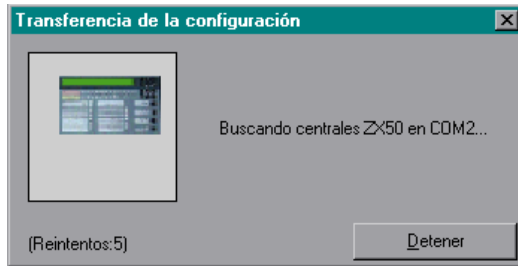 Transferencia de la configuración
Buscando centrales ZX50 en COM2...
(Reintentos:5)
Detener